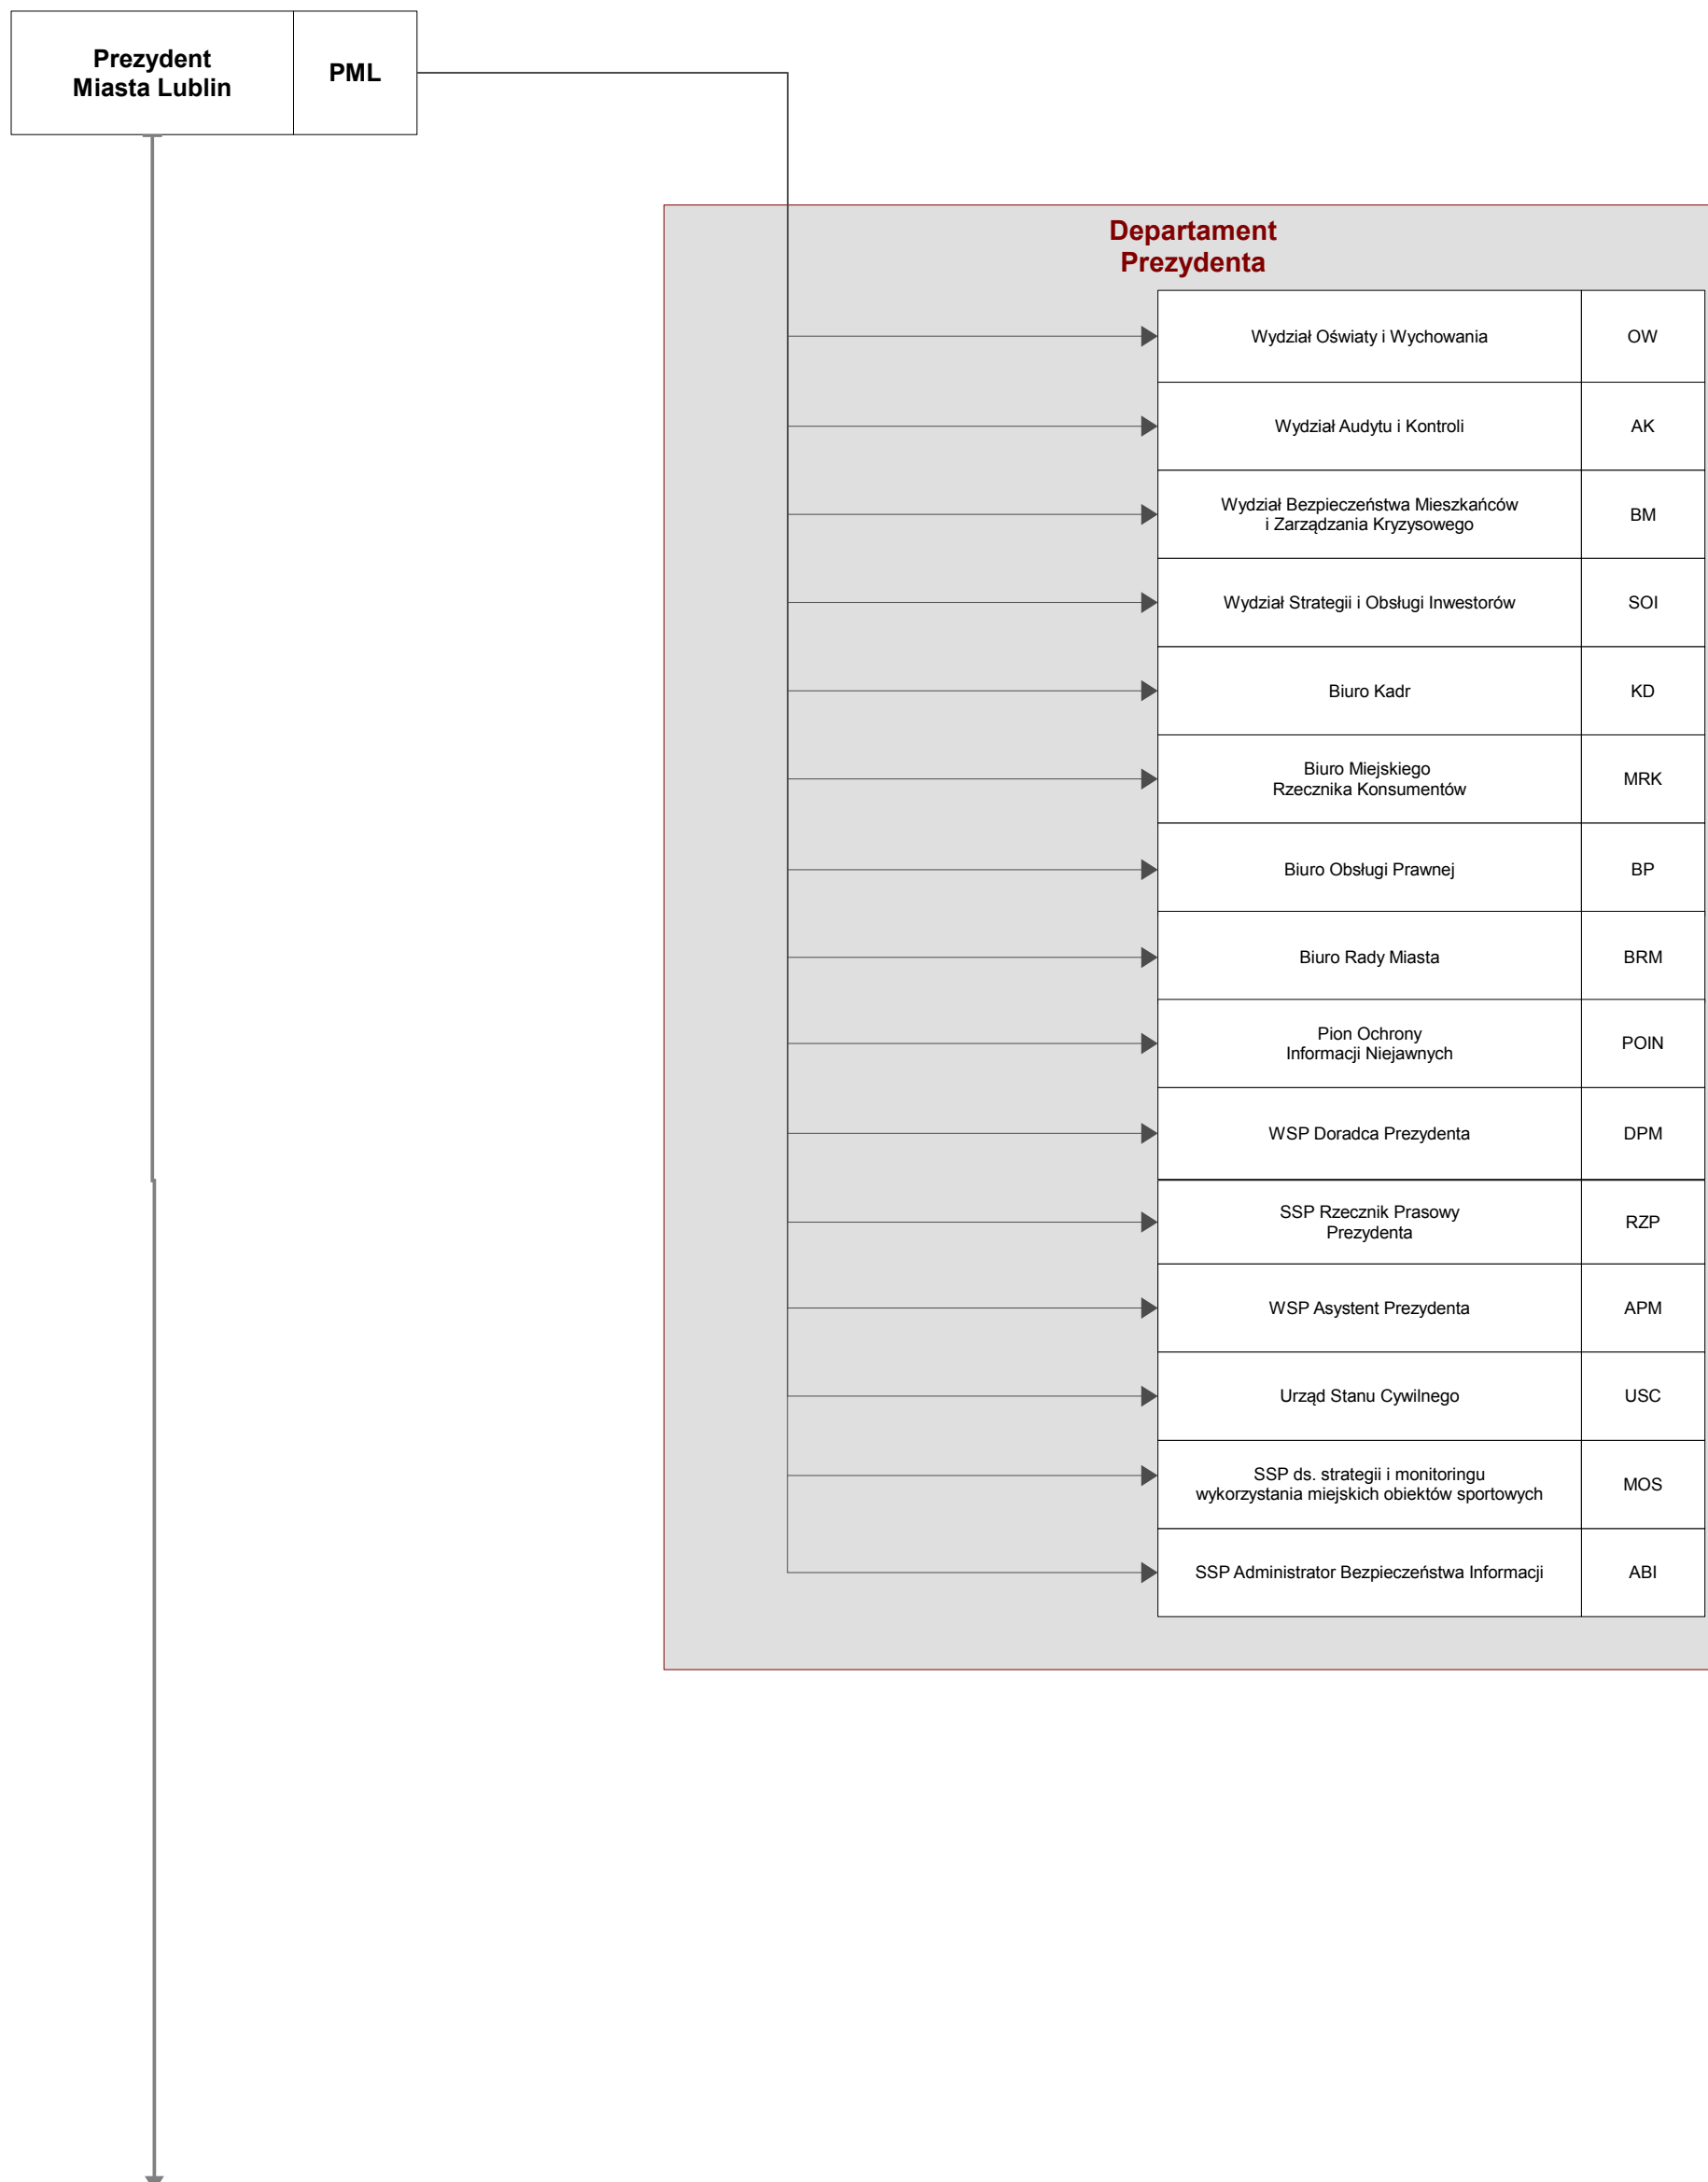 Prezydent
Miasta Lublin
PML
Departament
Prezydenta
Wydział Oświaty i Wychowania
OW
Wydział Audytu i Kontroli
AK
Wydział Bezpieczeństwa Mieszkańców
i Zarządzania Kryzysowego
BM
Wydział Strategii i Obsługi Inwestorów
SOI
Biuro Kadr
KD
Biuro Miejskiego
Rzecznika Konsumentów
MRK
Biuro Obsługi Prawnej
BP
Biuro Rady Miasta
BRM
Pion Ochrony
Informacji Niejawnych
POIN
WSP Doradca Prezydenta
DPM
SSP Rzecznik Prasowy
Prezydenta
RZP
WSP Asystent Prezydenta
APM
Urząd Stanu Cywilnego
USC
SSP ds. strategii i monitoringu
wykorzystania miejskich obiektów sportowych
MOS
SSP Administrator Bezpieczeństwa Informacji
ABI